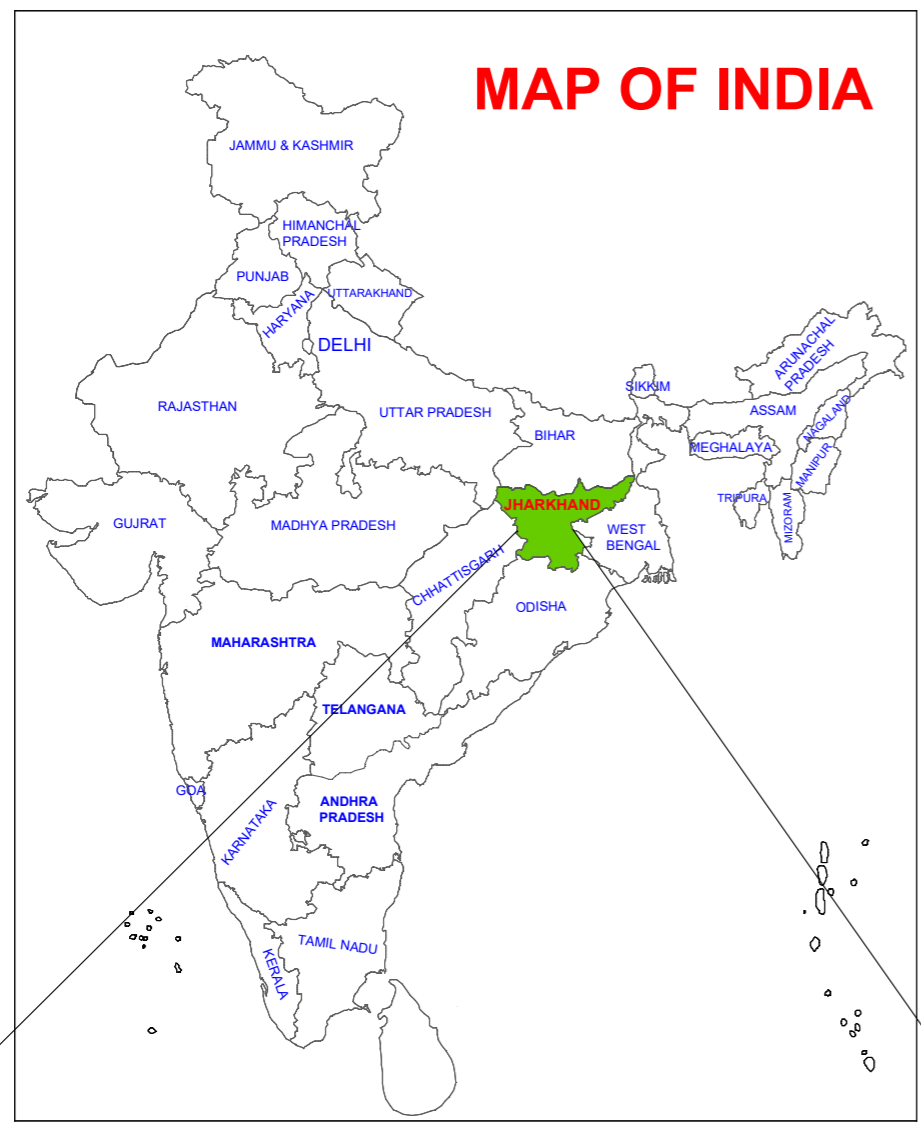 MAP OF INDIA
JAMMU & KASHMIR
HIMANCHAL
PRADESH
PUNJAB
UTTARAKHAND
HARYANA
DELHI
ARUNACHAL
PRADESH
SIKKIM
RAJASTHAN
UTTAR PRADESH
ASSAM
NAGALAND
BIHAR
MEGHALAYA
MANIPUR
TRIPURA
MIZORAM
JHARKHAND
GUJRAT
MADHYA PRADESH
WEST
BENGAL
CHHATTISGARH
ODISHA
MAHARASHTRA
TELANGANA
GOA
ANDHRA
PRADESH
KARNATAKA
TAMIL NADU
KERALA